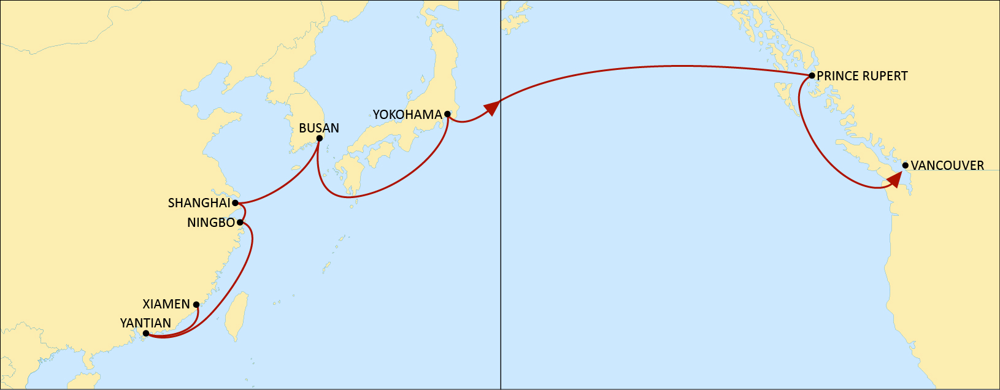 PRINCE RUPERT
YOKOHAMA
BUSAN
VANCOUVER
SHANGHAI
NINGBO
XIAMEN
YANTIAN